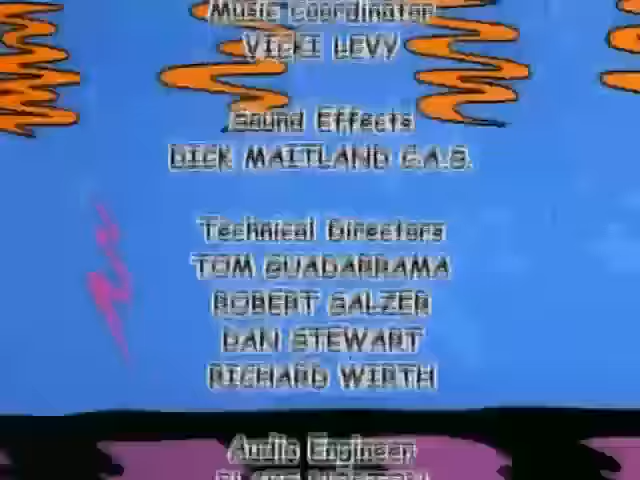 Music Coordinator
VICKI LEVY
Sound Effects
DICK MAITLAND C.A.S.
Technical Directors
TOM GUADARRAMA
ROBERT SALZER
DAN STEWART
RICHARD WIRTH
Audio Engineer